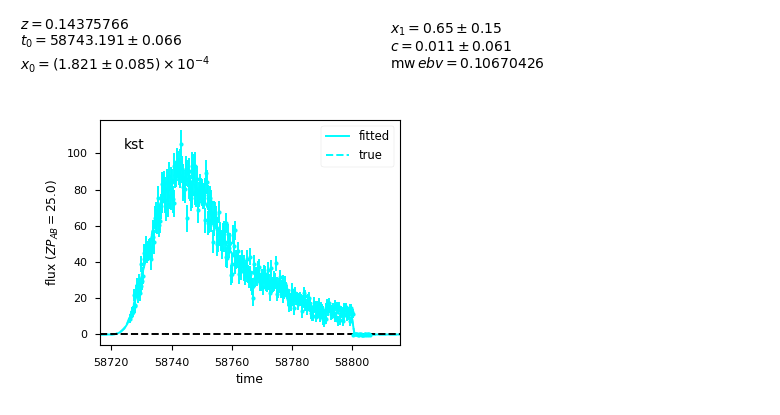 z = 0.14375766
t₀ = 58743.191 ± 0.066
x₀ = (1.821 ± 0.085) × 10⁻⁴
x₁ = 0.65 ± 0.15
c = 0.011 ± 0.061
mw ebv = 0.10670426
kst
fitted
true
100
80
60
40
20
0
flux (ZP_AB = 25.0)
58720 58740 58760 58780 58800
time